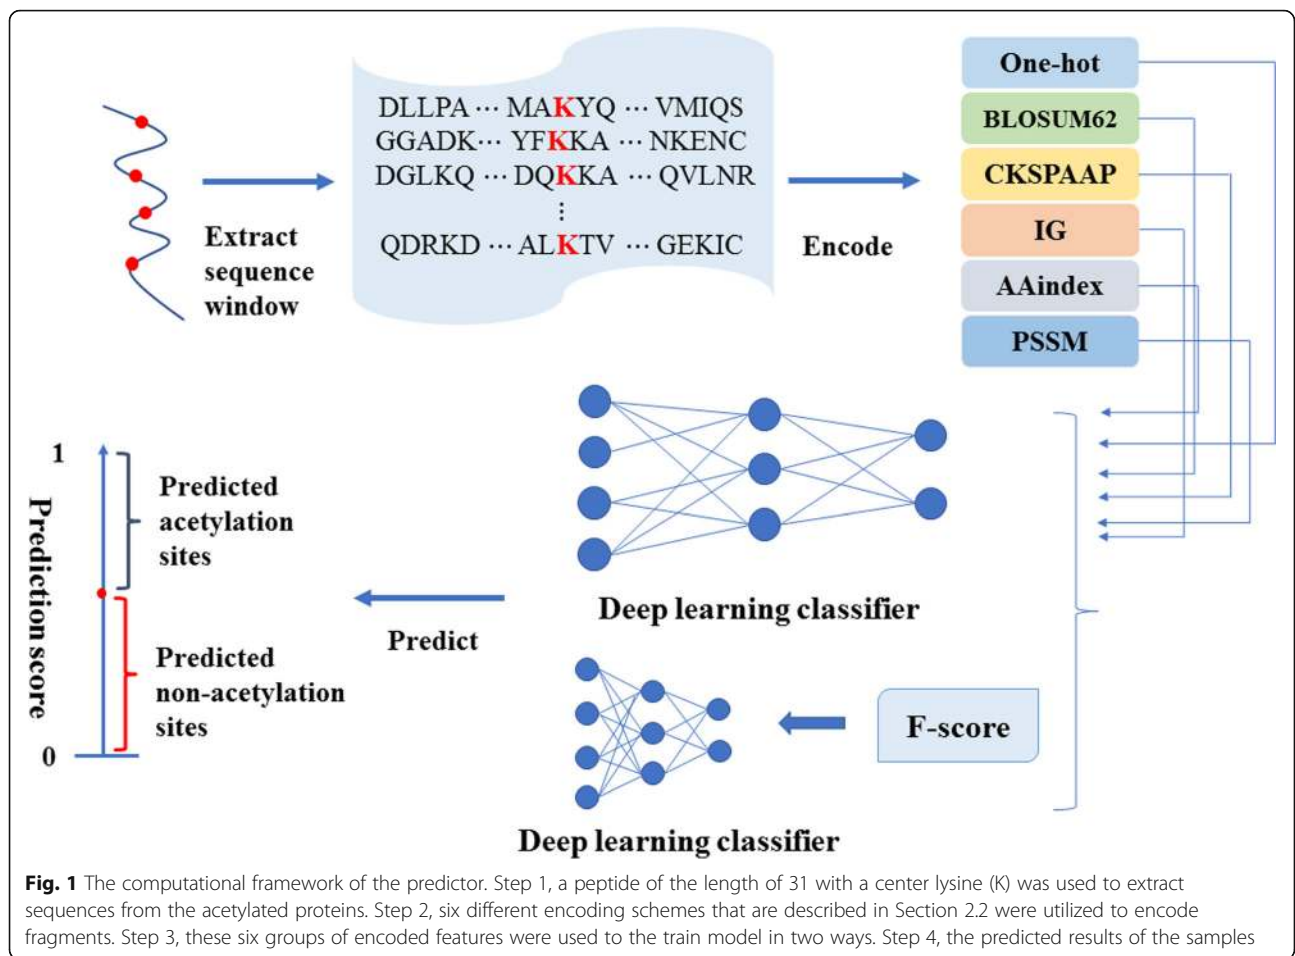 DLLPA ··· MAKYQ ··· VMIQS
GGADK··· YFKKA ··· NKENC
DGLKQ ··· DQKKA ··· QVLNR
⋮
QDRKD ··· ALKTV ··· GEKIC
Extract
sequence
window
Encode
One-hot
BLOSUM62
CKSPAAP
IG
AAindex
PSSM
1
Prediction score
0
Predicted
acetylation
sites
Predicted
non-acetylation
sites
Predict
Deep learning classifier
F-score
Deep learning classifier
Fig. 1 The computational framework of the predictor. Step 1, a peptide of the length of 31 with a center lysine (K) was used to extract
sequences from the acetylated proteins. Step 2, six different encoding schemes that are described in Section 2.2 were utilized to encode
fragments. Step 3, these six groups of encoded features were used to the train model in two ways. Step 4, the predicted results of the samples